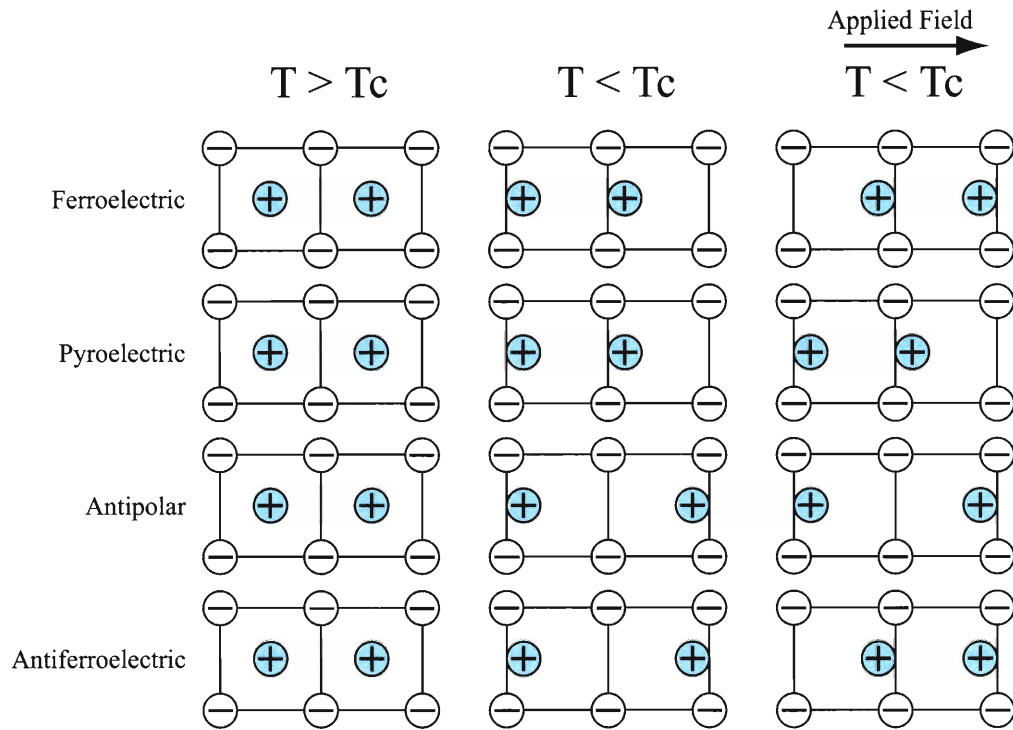 Applied Field
T > Tc
T < Tc
T < Tc
Ferroelectric
Pyroelectric
Antipolar
Antiferroelectric